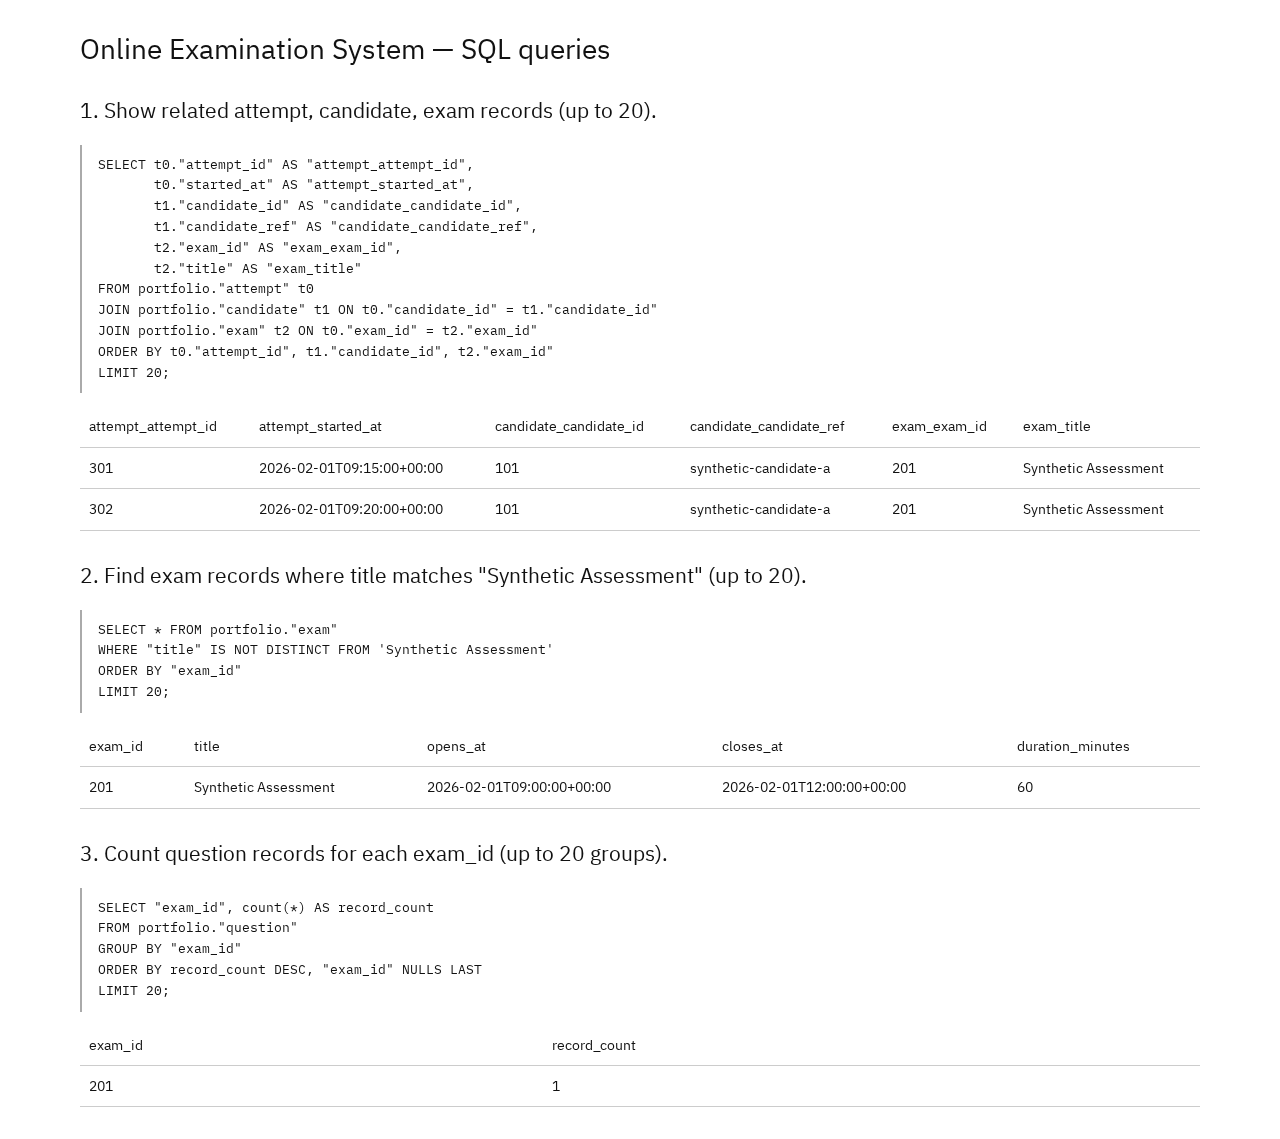 Online Examination System — SQL queries
1. Show related attempt, candidate, exam records (up to 20).
SELECT t0."attempt_id" AS "attempt_attempt_id",
       t0."started_at" AS "attempt_started_at",
       t1."candidate_id" AS "candidate_candidate_id",
       t1."candidate_ref" AS "candidate_candidate_ref",
       t2."exam_id" AS "exam_exam_id",
       t2."title" AS "exam_title"
FROM portfolio."attempt" t0
JOIN portfolio."candidate" t1 ON t0."candidate_id" = t1."candidate_id"
JOIN portfolio."exam" t2 ON t0."exam_id" = t2."exam_id"
ORDER BY t0."attempt_id", t1."candidate_id", t2."exam_id"
LIMIT 20;
attempt_attempt_id attempt_started_at candidate_candidate_id candidate_candidate_ref exam_exam_id exam_title
301 2026-02-01T09:15:00+00:00 101 synthetic-candidate-a 201 Synthetic Assessment
302 2026-02-01T09:20:00+00:00 101 synthetic-candidate-a 201 Synthetic Assessment
2. Find exam records where title matches "Synthetic Assessment" (up to 20).
SELECT * FROM portfolio."exam"
WHERE "title" IS NOT DISTINCT FROM 'Synthetic Assessment'
ORDER BY "exam_id"
LIMIT 20;
exam_id title opens_at closes_at duration_minutes
201 Synthetic Assessment 2026-02-01T09:00:00+00:00 2026-02-01T12:00:00+00:00 60
3. Count question records for each exam_id (up to 20 groups).
SELECT "exam_id", count(*) AS record_count
FROM portfolio."question"
GROUP BY "exam_id"
ORDER BY record_count DESC, "exam_id" NULLS LAST
LIMIT 20;
exam_id record_count
201 1